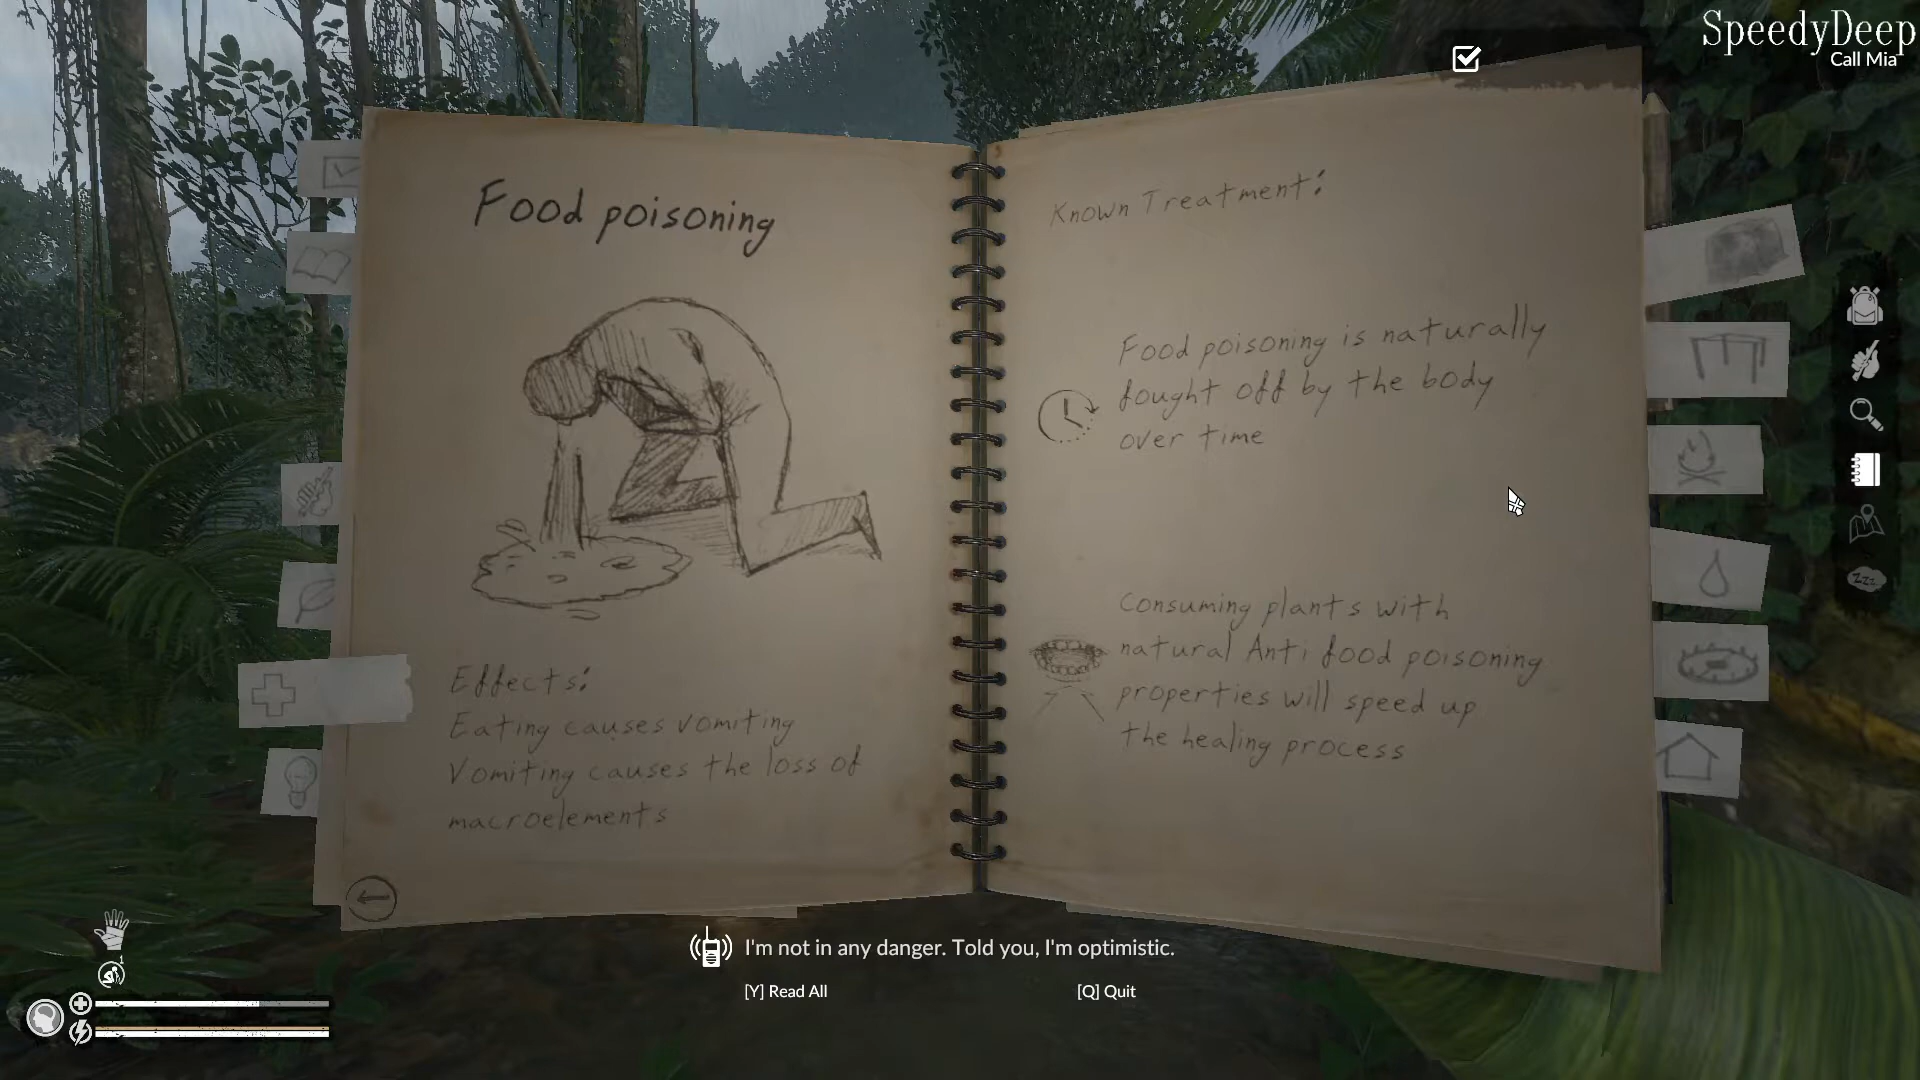 SpeedyDeep
Call Mia
Food poisoning
Effects:
Eating causes vomiting
Vomiting causes the loss of
macroelements
Known Treatment:
Food poisoning is naturally
fought off by the body
over time
Consuming plants with
natural Anti food poisoning
properties will speed up
the healing process
zzz
1
I'm not in any danger. Told you, I'm optimistic.
[Y] Read All
[Q] Quit